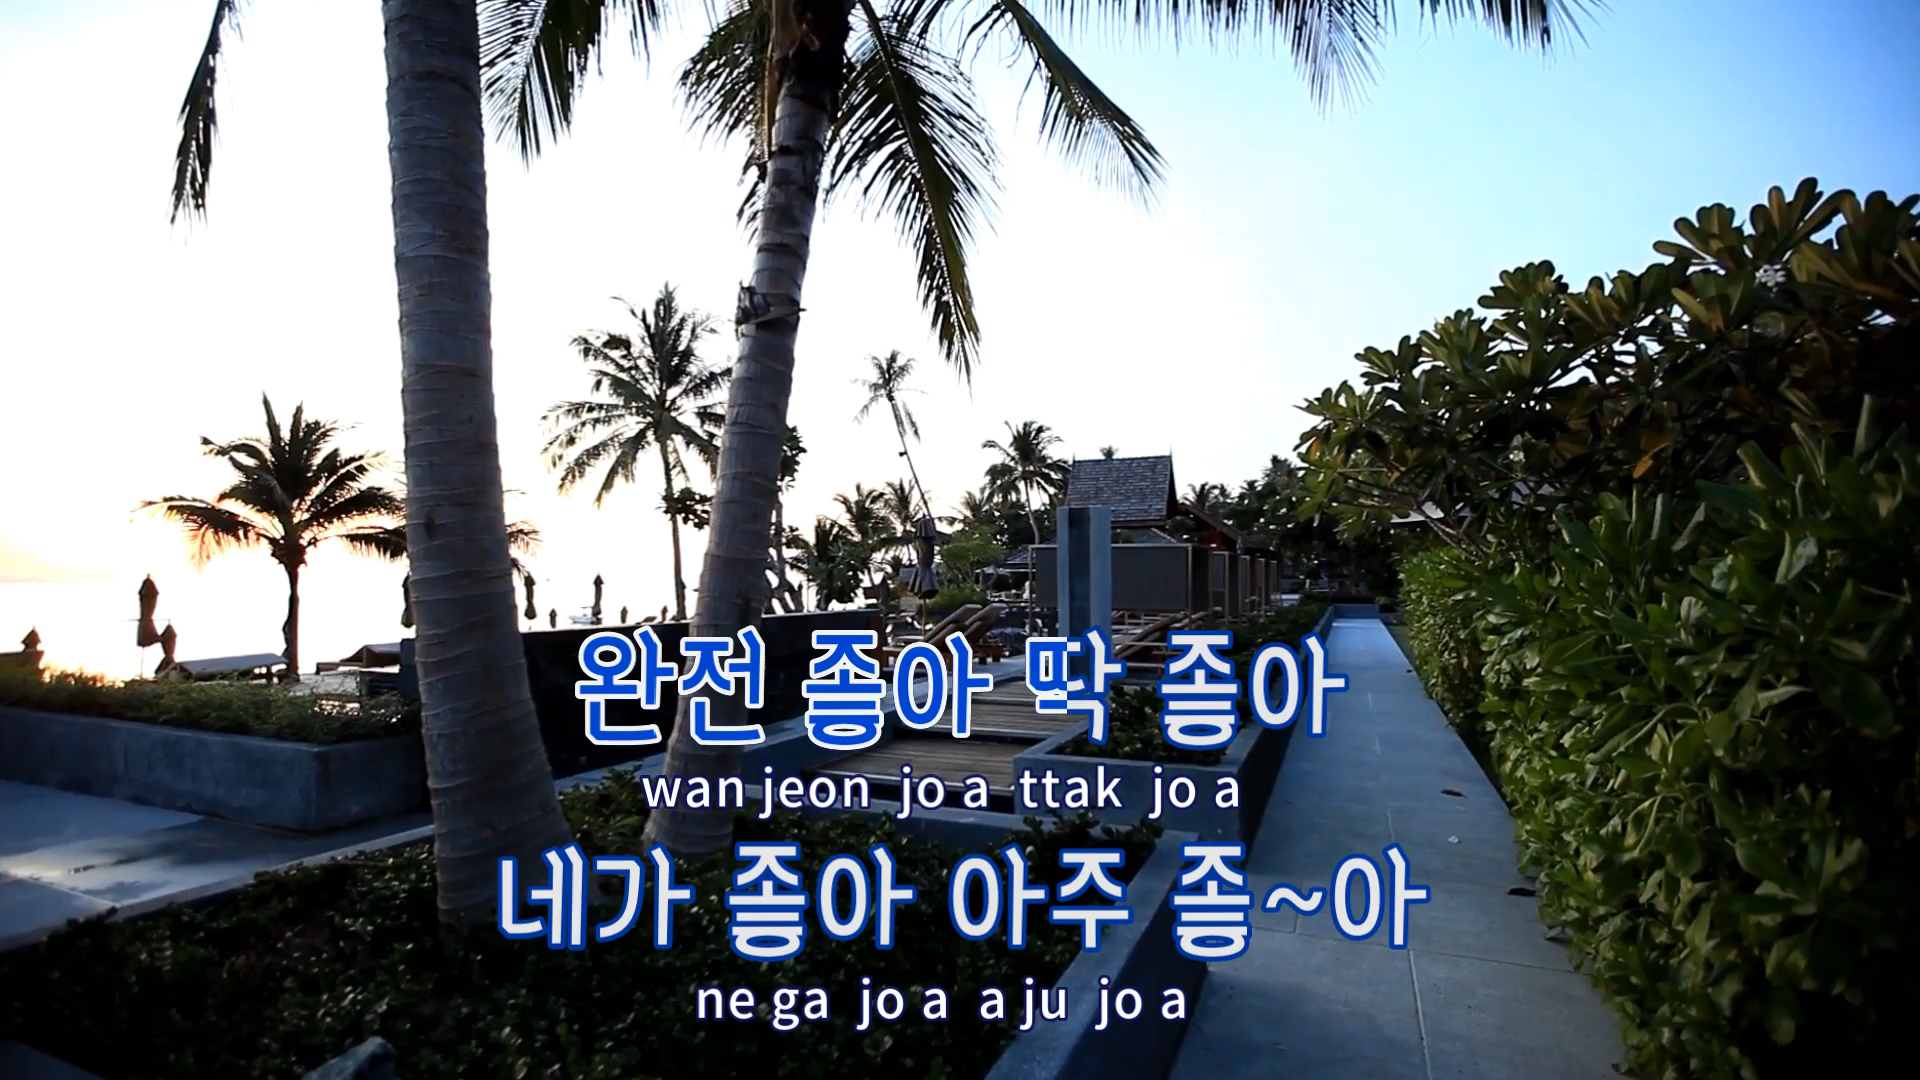 완전 좋아 딱 좋아
wan jeon jo a ttak jo a
네가 좋아 아주 좋~아
ne ga jo a a ju jo a